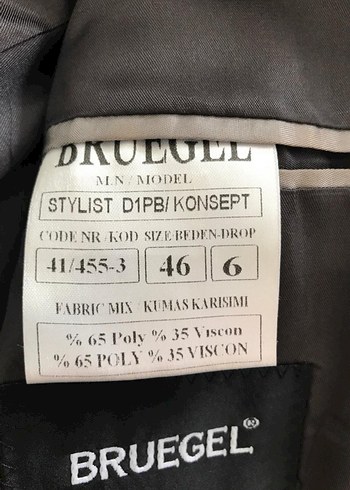 BRUEGEL
M.N / MODEL
STYLIST D1PB/ KONSEPT
CODE NR /KOD SIZE-BEDEN-DROP
41/455-3 46 6
FABRIC MIX / KUMAS KARISIMI
% 65 Poly % 35 Viscon
% 65 POLY % 35 VISCON
BRUEGEL®